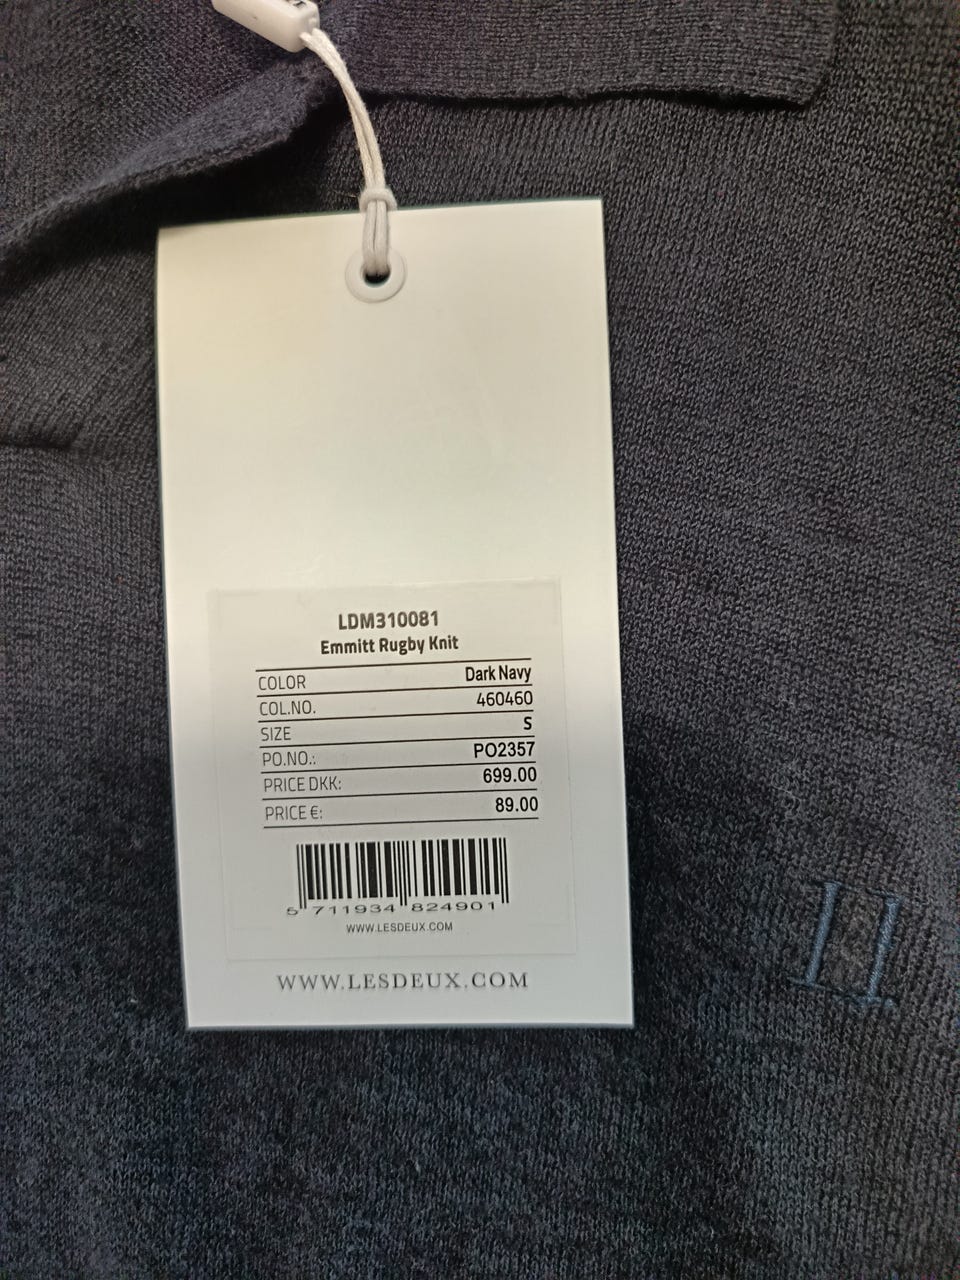 LDM310081
Emmitt Rugby Knit
COLOR Dark Navy
COL.NO. 460460
SIZE S
PO.NO.: PO2357
PRICE DKK: 699.00
PRICE €: 89.00
5 711934 824901
WWW.LESDEUX.COM
WWW.LESDEUX.COM